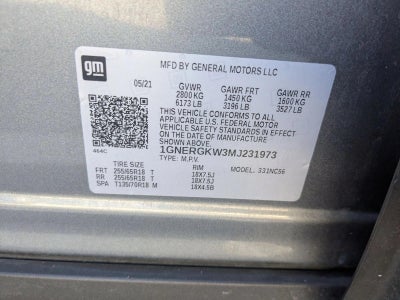 gm
MFD BY GENERAL MOTORS LLC
05/21 GVWR GAWR FRT GAWR RR
2800 KG 1450 KG 1600 KG
6173 LB 3196 LB 3527 LB
THIS VEHICLE CONFORMS TO ALL
APPLICABLE U.S. FEDERAL MOTOR
VEHICLE SAFETY STANDARDS IN EFFECT ON
THE DATE OF MANUFACTURE
SHOWN ABOVE.
1GNERGKW3MJ231973
TYPE: M.P.V. MODEL: 331NC56
TIRE SIZE RIM
FRT 255/65R18 T 18X7.5J
RR 255/65R18 T 18X7.5J
SPA T135/70R18 M 18X4.5B